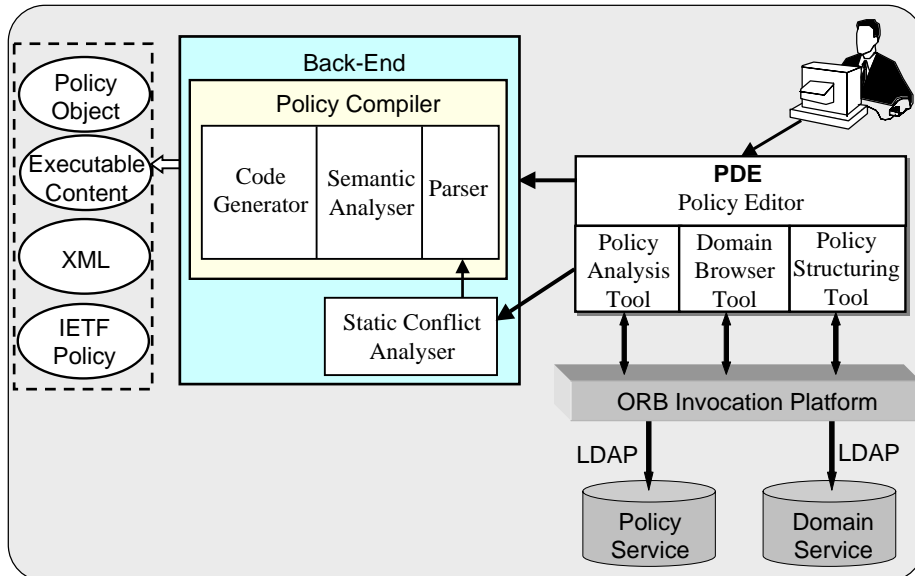 Back-End
Policy Compiler
Policy
Object
Executable
Content
XML
IETF
Policy
Code
Generator
Semantic
Analyser
Parser
Static Conflict
Analyser
PDE
Policy Editor
Policy
Analysis
Tool
Domain
Browser
Tool
Policy
Structuring
Tool
ORB Invocation Platform
LDAP
LDAP
Policy
Service
Domain
Service